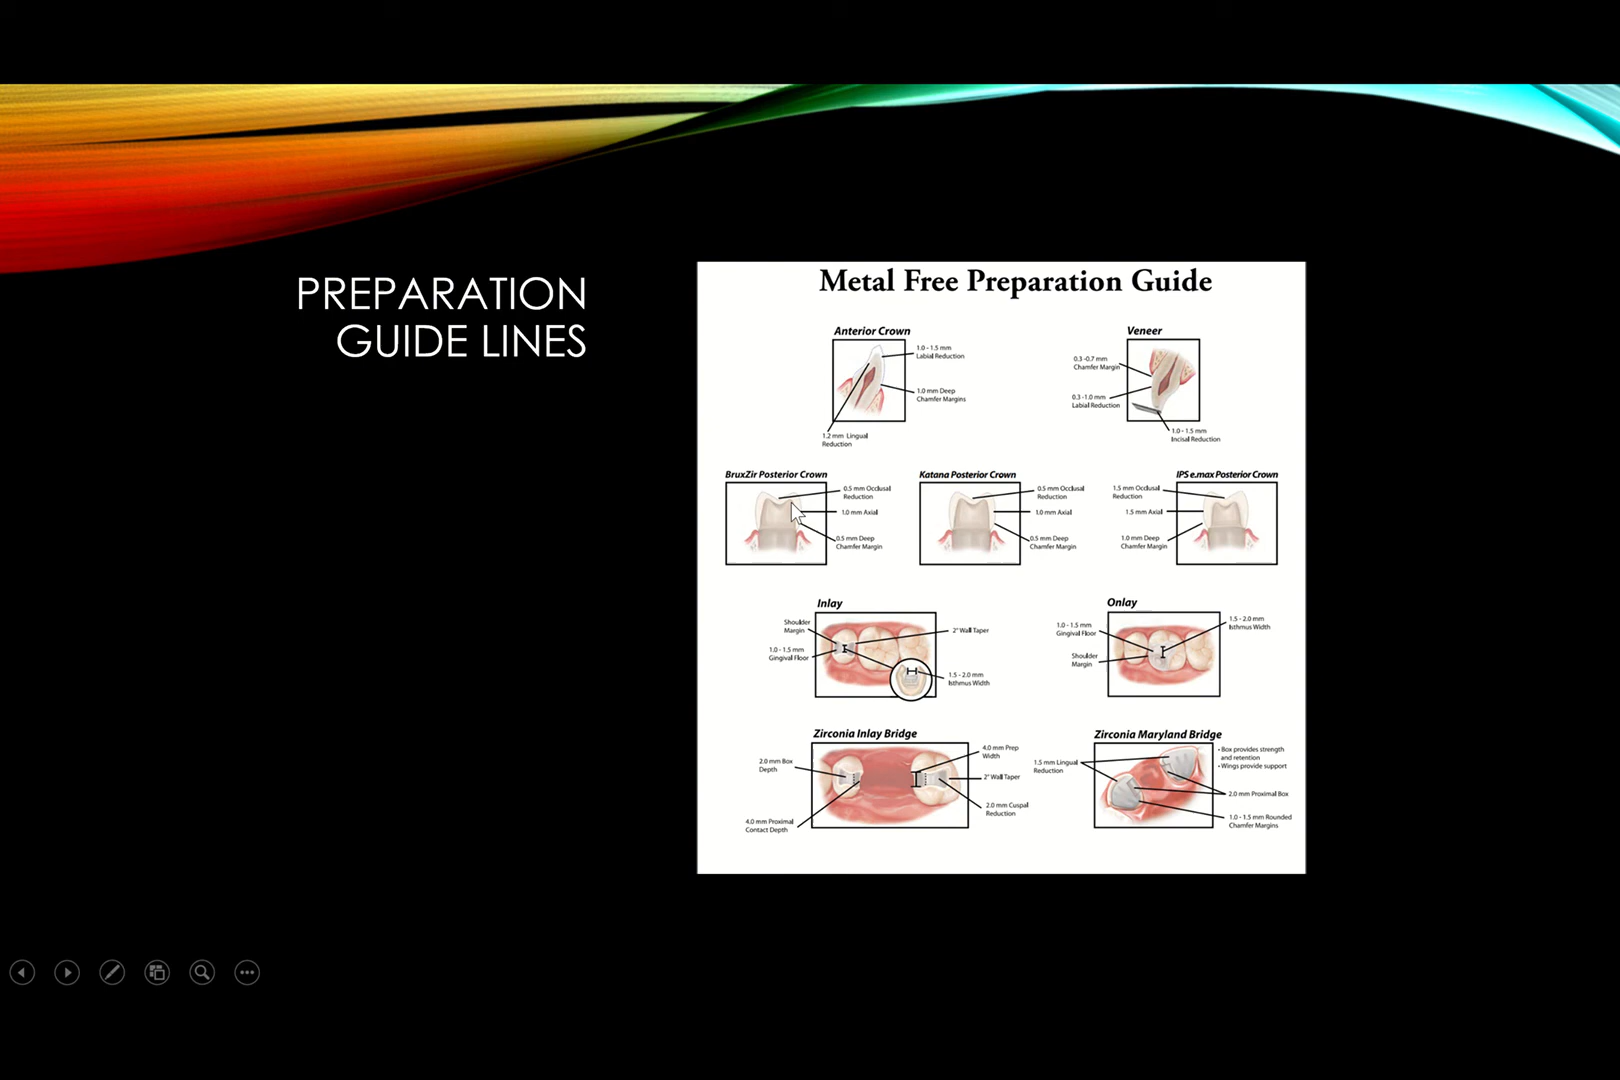 PREPARATION
GUIDE LINES
Metal Free Preparation Guide
Anterior Crown
1.0 - 1.5 mm
Labial Reduction
1.0 mm Deep
Chamfer Margins
1.2 mm Lingual
Reduction
Veneer
0.3 -0.7 mm
Chamfer Margin
0.3 -1.0 mm
Labial Reduction
1.0 - 1.5 mm
Incisal Reduction
BruxZir Posterior Crown
0.5 mm Occlusal
Reduction
1.0 mm Axial
0.5 mm Deep
Chamfer Margin
Katana Posterior Crown
0.5 mm Occlusal
Reduction
1.0 mm Axial
0.5 mm Deep
Chamfer Margin
IPS e.max Posterior Crown
1.5 mm Occlusal
Reduction
1.5 mm Axial
1.0 mm Deep
Chamfer Margin
Inlay
Shoulder
Margin
1.0 - 1.5 mm
Gingival Floor
2° Wall Taper
1.5 - 2.0 mm
Isthmus Width
Onlay
1.0 - 1.5 mm
Gingival Floor
Shoulder
Margin
1.5 - 2.0 mm
Isthmus Width
Zirconia Inlay Bridge
2.0 mm Box
Depth
4.0 mm Proximal
Contact Depth
4.0 mm Prep
Width
2° Wall Taper
2.0 mm Cuspal
Reduction
Zirconia Maryland Bridge
1.5 mm Lingual
Reduction
• Box provides strength
and retention
• Wings provide support
2.0 mm Proximal Box
1.0 - 1.5 mm Rounded
Chamfer Margins